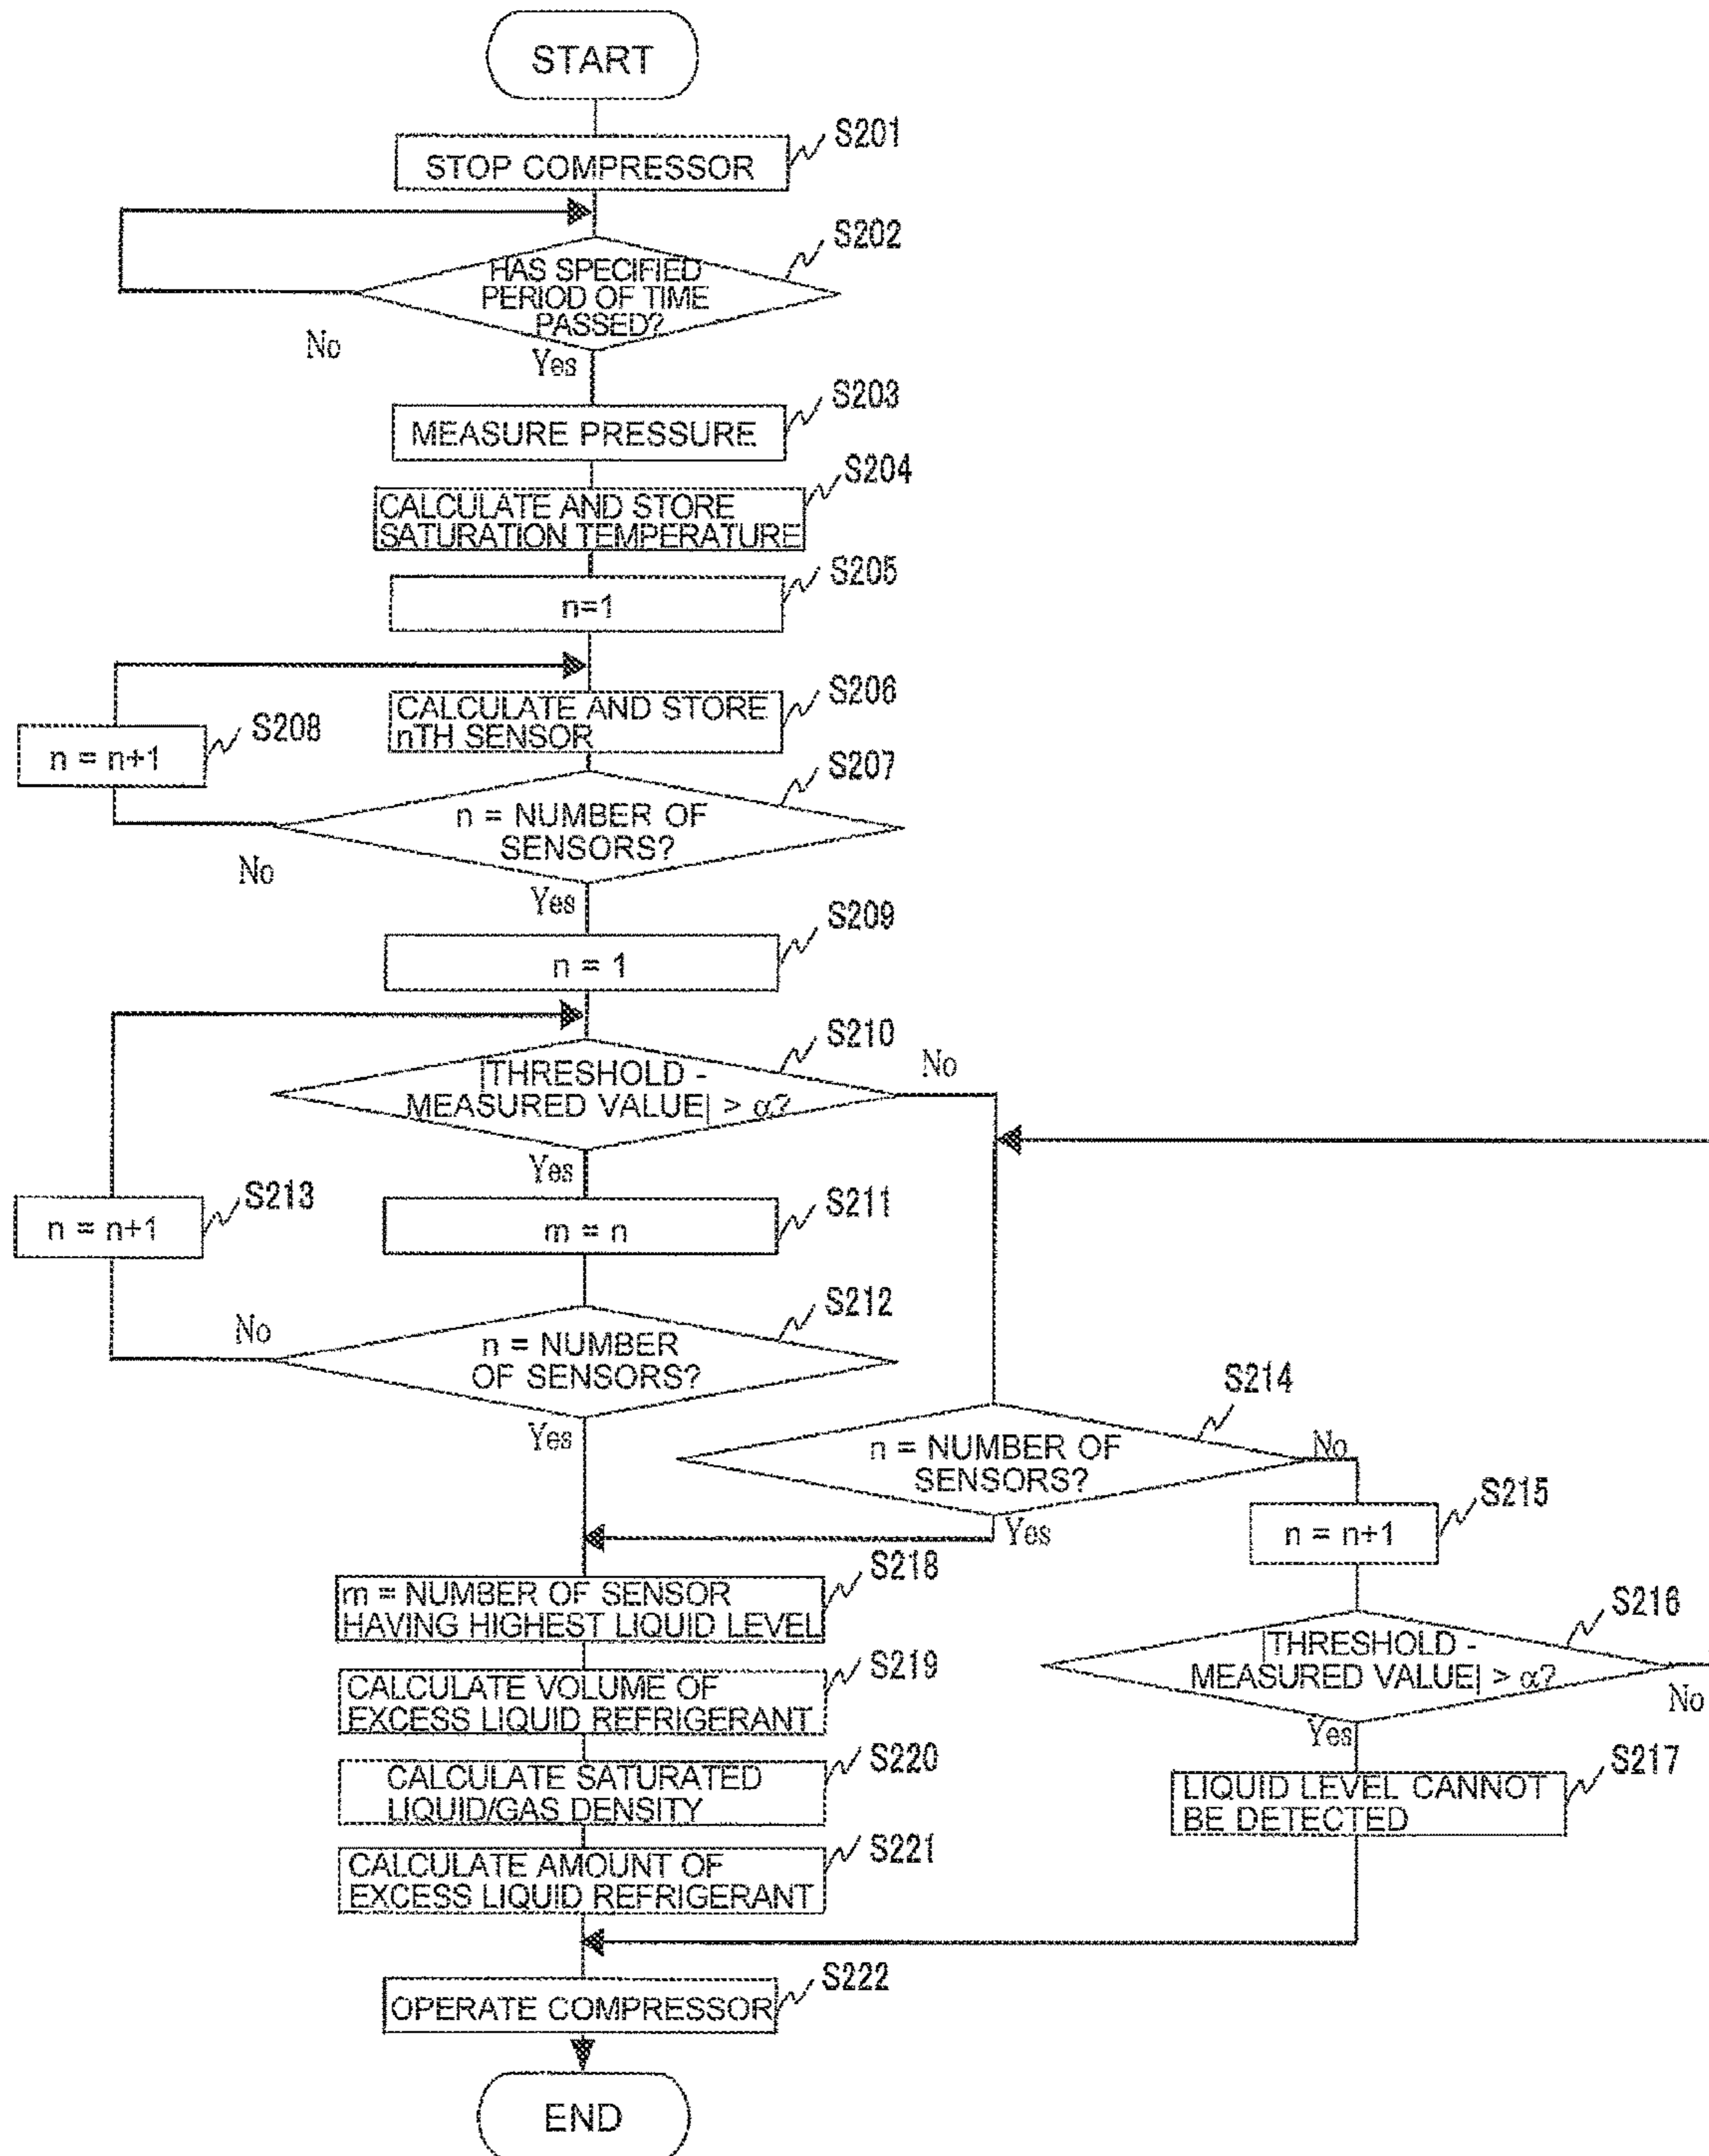 START
STOP COMPRESSOR
S201
HAS SPECIFIED
PERIOD OF TIME
PASSED?
S202
No
Yes
MEASURE PRESSURE
S203
CALCULATE AND STORE
SATURATION TEMPERATURE
S204
n=1
S205
CALCULATE AND STORE
nTH SENSOR
S206
n = NUMBER OF
SENSORS?
S207
n = n+1
S208
No
Yes
n = 1
S209
|THRESHOLD -
MEASURED VALUE| > α?
S210
No
Yes
m = n
S211
n = n+1
S213
n = NUMBER
OF SENSORS?
S212
No
Yes
n = NUMBER OF
SENSORS?
S214
No
Yes
n = n+1
S215
|THRESHOLD -
MEASURED VALUE| > α?
S216
No
Yes
LIQUID LEVEL CANNOT
BE DETECTED
S217
m = NUMBER OF SENSOR
HAVING HIGHEST LIQUID LEVEL
S218
CALCULATE VOLUME OF
EXCESS LIQUID REFRIGERANT
S219
CALCULATE SATURATED
LIQUID/GAS DENSITY
S220
CALCULATE AMOUNT OF
EXCESS LIQUID REFRIGERANT
S221
OPERATE COMPRESSOR
S222
END